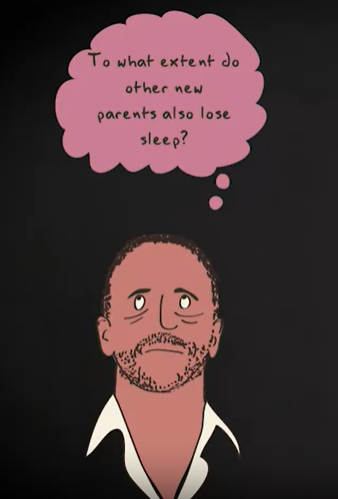 To what extent do
other new
parents also lose
sleep?